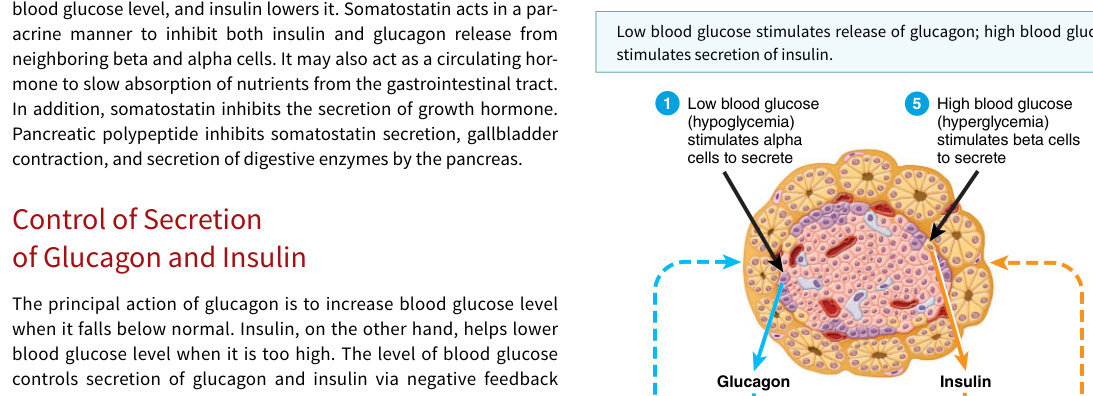 blood glucose level, and insulin lowers it. Somatostatin acts in a par-
acrine manner to inhibit both insulin and glucagon release from
neighboring beta and alpha cells. It may also act as a circulating hor-
mone to slow absorption of nutrients from the gastrointestinal tract.
In addition, somatostatin inhibits the secretion of growth hormone.
Pancreatic polypeptide inhibits somatostatin secretion, gallbladder
contraction, and secretion of digestive enzymes by the pancreas.
Control of Secretion
of Glucagon and Insulin
The principal action of glucagon is to increase blood glucose level
when it falls below normal. Insulin, on the other hand, helps lower
blood glucose level when it is too high. The level of blood glucose
controls secretion of glucagon and insulin via negative feedback
Low blood glucose stimulates release of glucagon; high blood gluc
stimulates secretion of insulin.
1 Low blood glucose
(hypoglycemia)
stimulates alpha
cells to secrete
5 High blood glucose
(hyperglycemia)
stimulates beta cells
to secrete
Glucagon
Insulin